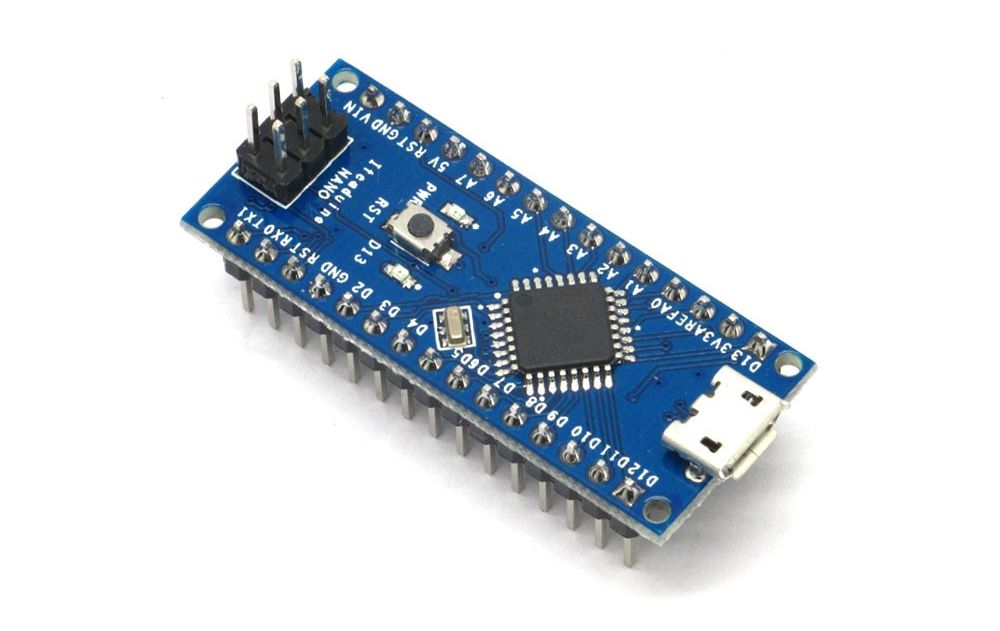 VIN
GND
RST
5V
A7
A6
A5
A4
A3
A2
A1
A0
AREF
3V3
D13
Iteaduino
NANO
PWR
RST
D13
TX1
RX0
RST
GND
D2
D3
D4
D5
D6
D7
D8
D9
D10
D11
D12